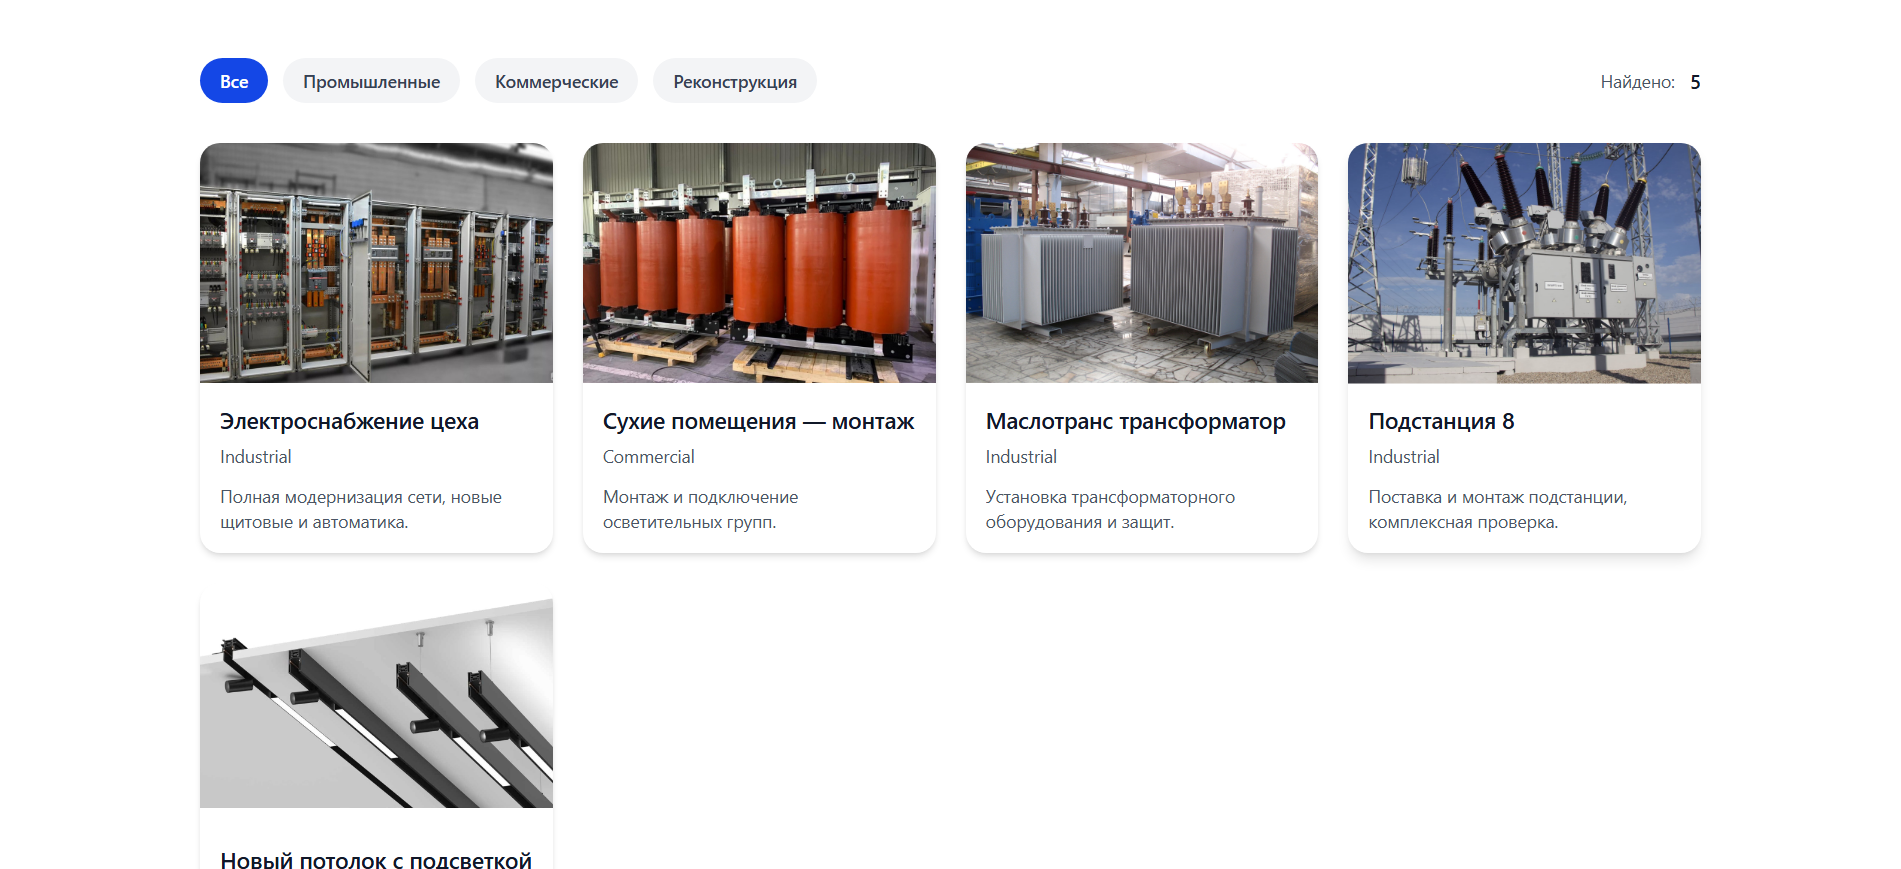 Все
Промышленные
Коммерческие
Реконструкция
Найдено: 5
Электроснабжение цеха
Industrial
Полная модернизация сети, новые
щитовые и автоматика.
Сухие помещения — монтаж
Commercial
Монтаж и подключение
осветительных групп.
Маслотранс трансформатор
Industrial
Установка трансформаторного
оборудования и защит.
Подстанция 8
Industrial
Поставка и монтаж подстанции,
комплексная проверка.
Новый потолок с подсветкой